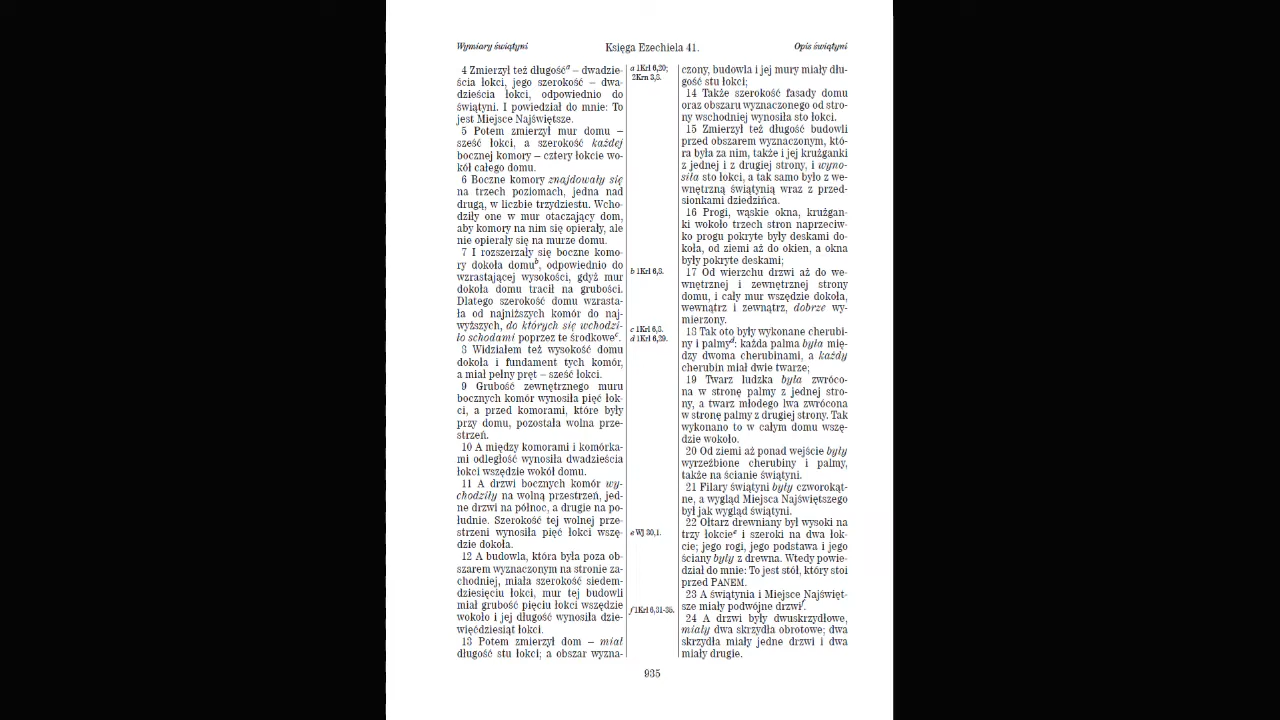 Wymiary świątyni
Księga Ezechiela 41.
Opis świątyni
4 Zmierzył też długość^a – dwadzie-
ścia łokci, jego szerokość – dwa-
dzieścia łokci, odpowiednio do
świątyni. I powiedział do mnie: To
jest Miejsce Najświętsze.
5 Potem zmierzył mur domu –
sześć łokci, a szerokość każdej
bocznej komory – cztery łokcie wo-
kół całego domu.
6 Boczne komory znajdowały się
na trzech poziomach, jedna nad
drugą, w liczbie trzydziestu. Wcho-
dziły one w mur otaczający dom,
aby komory na nim się opierały, ale
nie opierały się na murze domu.
7 I rozszerzały się boczne komo-
ry dokoła domu^b, odpowiednio do
wzrastającej wysokości, gdyż mur
dokoła domu tracił na grubości.
Dlatego szerokość domu wzrasta-
ła od najniższych komór do naj-
wyższych, do których się wchodzi-
ło schodami poprzez te środkowe^c.
8 Widziałem też wysokość domu
dokoła i fundament tych komór,
a miał pełny pręt – sześć łokci.
9 Grubość zewnętrznego muru
bocznych komór wynosiła pięć łok-
ci, a przed komorami, które były
przy domu, pozostała wolna prze-
strzeń.
10 A między komorami i komórka-
mi odległość wynosiła dwadzieścia
łokci wszędzie wokół domu.
11 A drzwi bocznych komór wy-
chodziły na wolną przestrzeń, jed-
ne drzwi na północ, a drugie na po-
łudnie. Szerokość tej wolnej prze-
strzeni wynosiła pięć łokci wszę-
dzie dokoła.
12 A budowla, która była poza ob-
szarem wyznaczonym na stronie za-
chodniej, miała szerokość siedem-
dziesięciu łokci, mur tej budowli
miał grubość pięciu łokci wszędzie
wokoło i jej długość wynosiła dzie-
więćdziesiąt łokci.
13 Potem zmierzył dom – miał
długość stu łokci; a obszar wyzna-
a 1Krl 6,20;
2Krn 3,8.
b 1Krl 6,8.
c 1Krl 6,8.
d 1Krl 6,29.
e Wj 30,1.
f 1Krl 6,31-35.
czony, budowla i jej mury miały dłu-
gość stu łokci;
14 Także szerokość fasady domu
oraz obszaru wyznaczonego od stro-
ny wschodniej wynosiła sto łokci.
15 Zmierzył też długość budowli
przed obszarem wyznaczonym, któ-
ra była za nim, także i jej krużganki
z jednej i z drugiej strony, i wyno-
siła sto łokci, a tak samo było z we-
wnętrzną świątynią wraz z przed-
sionkami dziedzińca.
16 Progi, wąskie okna, krużgan-
ki wokoło trzech stron naprzeciw-
ko progu pokryte były deskami do-
koła, od ziemi aż do okien, a okna
były pokryte deskami;
17 Od wierzchu drzwi aż do we-
wnętrznej i zewnętrznej strony
domu, i cały mur wszędzie dokoła,
wewnątrz i zewnątrz, dobrze wy-
mierzony.
18 Tak oto były wykonane cherubi-
ny i palmy^d: każda palma była mię-
dzy dwoma cherubinami, a każdy
cherubin miał dwie twarze;
19 Twarz ludzka była zwróco-
na w stronę palmy z jednej stro-
ny, a twarz młodego lwa zwrócona
w stronę palmy z drugiej strony. Tak
wykonano to w całym domu wszę-
dzie wokoło.
20 Od ziemi aż ponad wejście były
wyrzeźbione cherubiny i palmy,
także na ścianie świątyni.
21 Filary świątyni były czworokąt-
ne, a wygląd Miejsca Najświętszego
był jak wygląd świątyni.
22 Ołtarz drewniany był wysoki na
trzy łokcie^e i szeroki na dwa łok-
cie; jego rogi, jego podstawa i jego
ściany były z drewna. Wtedy powie-
dział do mnie: To jest stół, który stoi
przed PANEM.
23 A świątynia i Miejsce Najświęt-
sze miały podwójne drzwi^f.
24 A drzwi były dwuskrzydłowe,
miały dwa skrzydła obrotowe; dwa
skrzydła miały jedne drzwi i dwa
miały drugie.
935